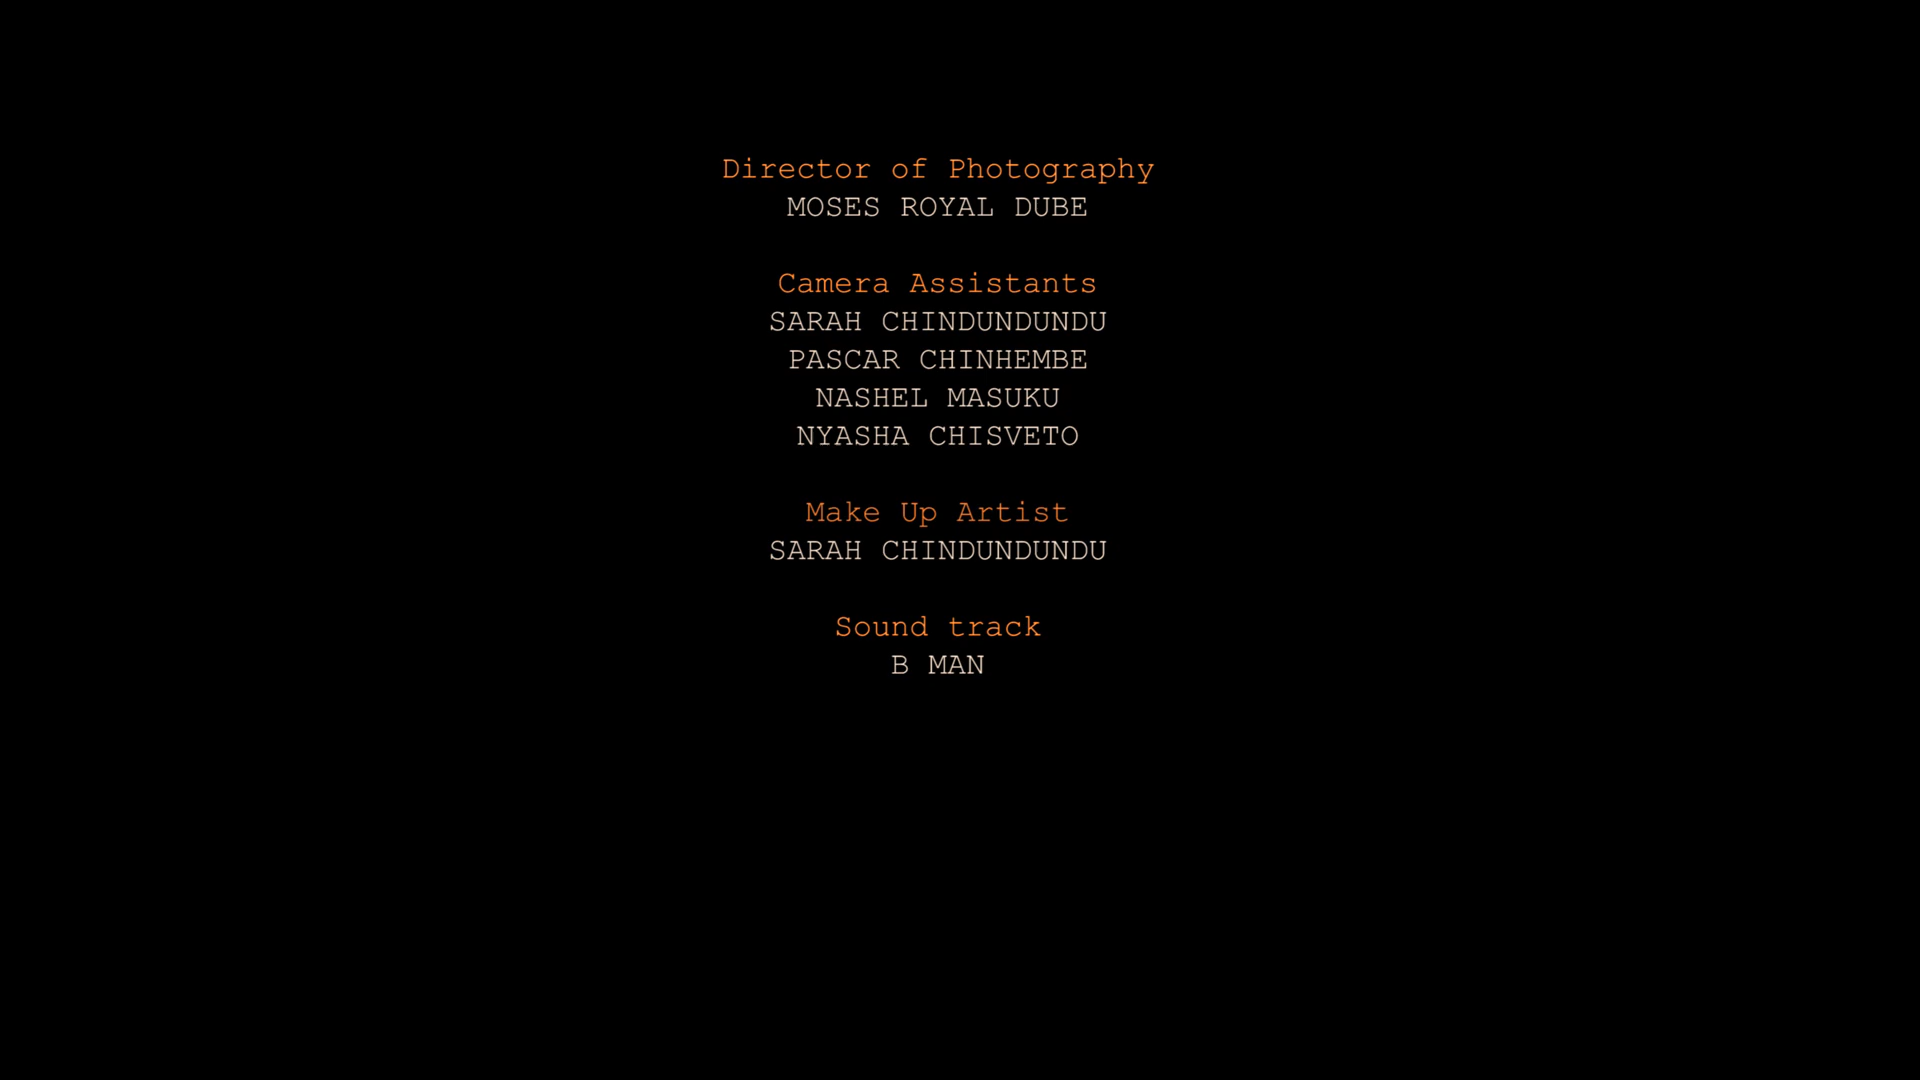 Director of Photography
MOSES ROYAL DUBE
Camera Assistants
SARAH CHINDUNDUNDU
PASCAR CHINHEMBE
NASHEL MASUKU
NYASHA CHISVETO
Make Up Artist
SARAH CHINDUNDUNDU
Sound track
B MAN